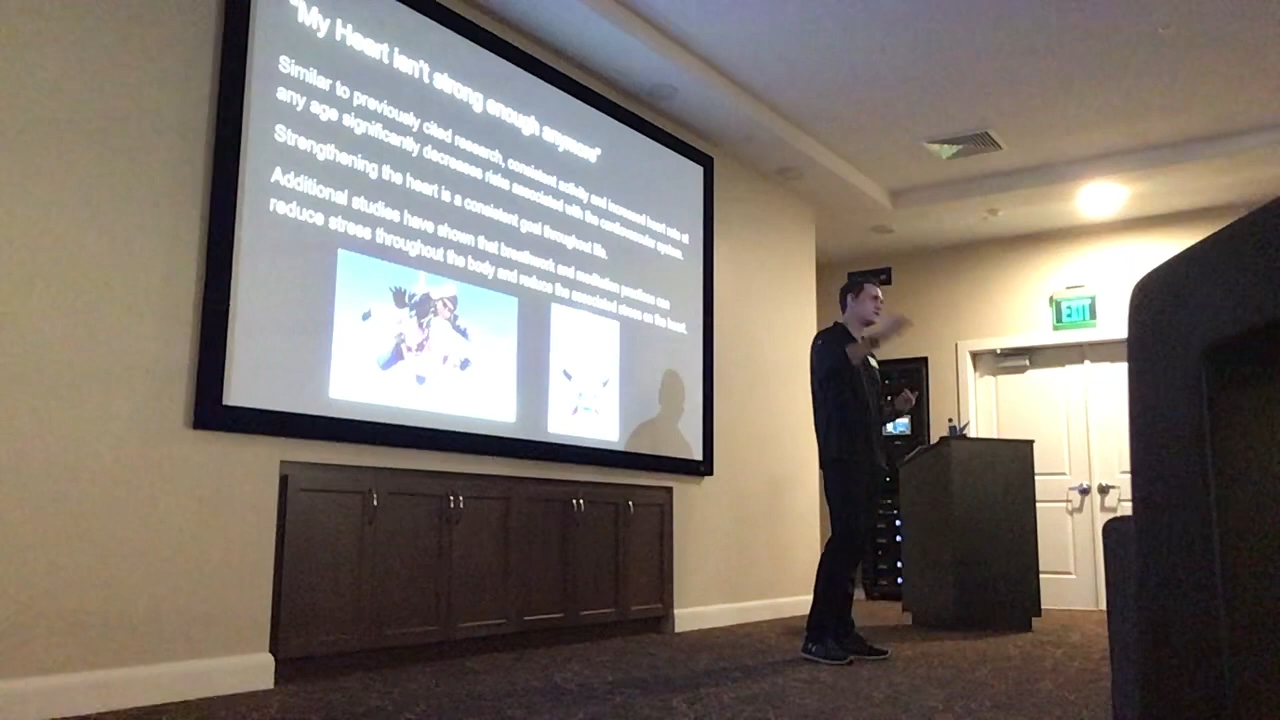 "My Heart isn't strong enough anymore"
Similar to previously cited research, consistent activity and increased heart rate at
any age significantly decreases risks associated with the cardiovascular system.
Strengthening the heart is a consistent goal throughout life.
Additional studies have shown that breathwork and meditation practices can
reduce stress throughout the body and reduce the associated stress on the heart.
EXIT